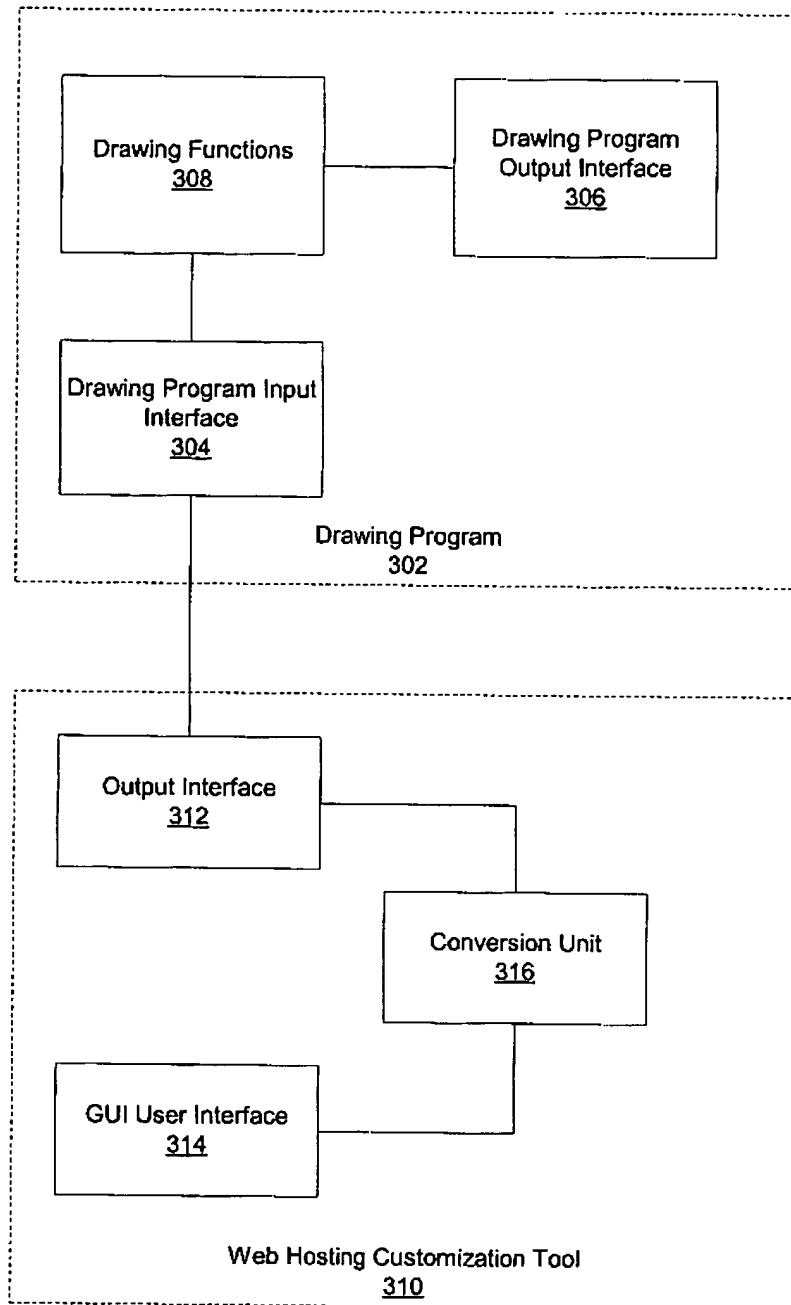 Drawing Functions
308
Drawing Program
Output Interface
306
Drawing Program Input
Interface
304
Drawing Program
302
Output Interface
312
Conversion Unit
316
GUI User Interface
314
Web Hosting Customization Tool
310